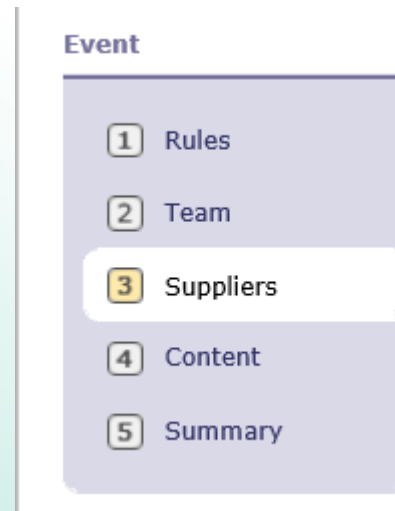 Event
1 Rules
2 Team
3 Suppliers
4 Content
5 Summary